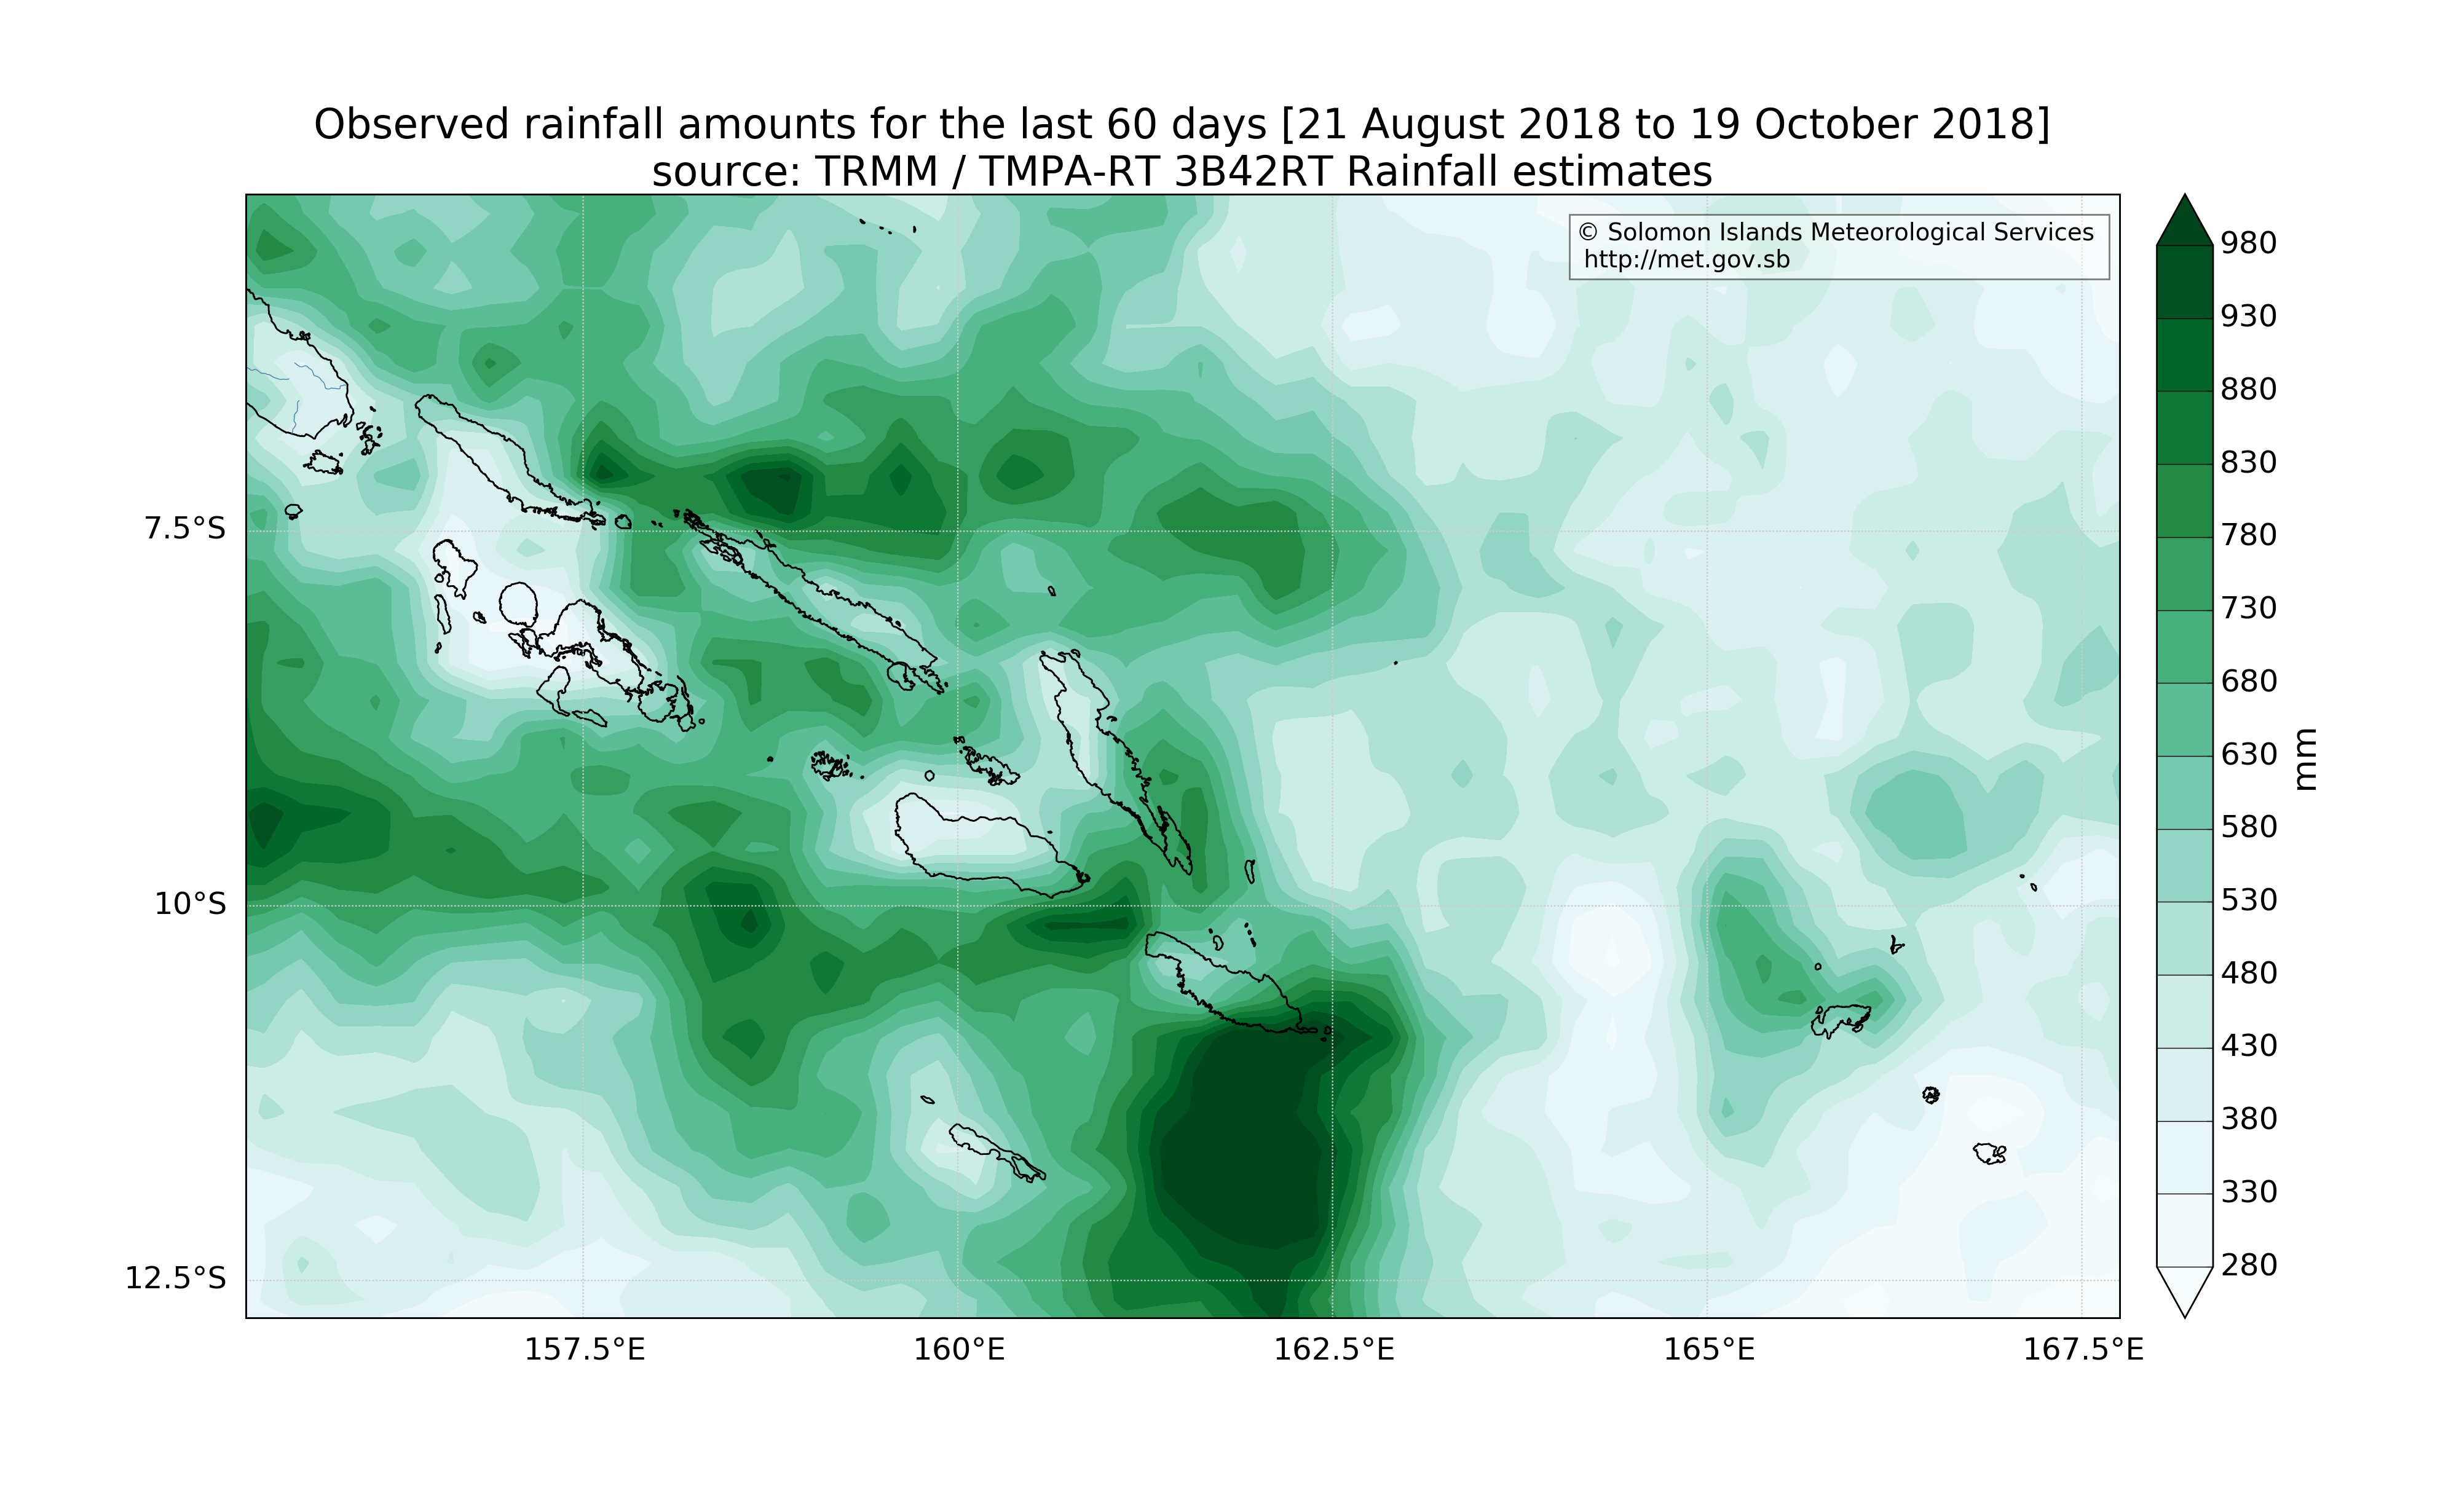 Observed rainfall amounts for the last 60 days [21 August 2018 to 19 October 2018]
source: TRMM / TMPA-RT 3B42RT Rainfall estimates
© Solomon Islands Meteorological Services
http://met.gov.sb
980
930
880
830
780
730
680
630
580
530
480
430
380
330
280
mm
7.5°S
10°S
12.5°S
157.5°E
160°E
162.5°E
165°E
167.5°E